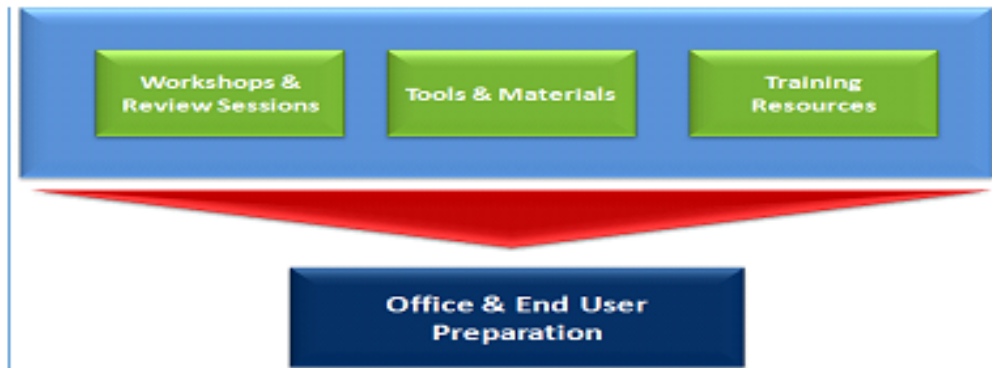 Workshops &
Review Sessions
Tools & Materials
Training
Resources
Office & End User
Preparation